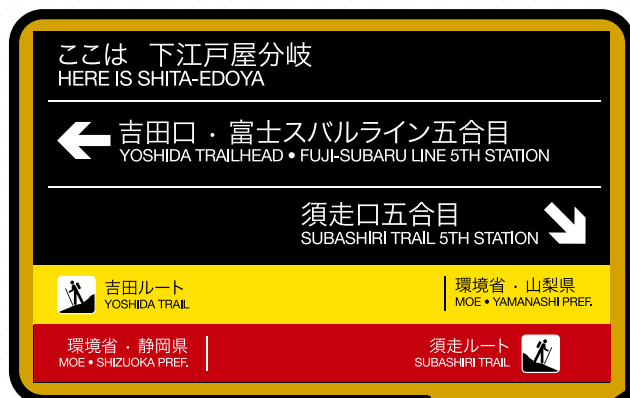 ここは 下江戸屋分岐
HERE IS SHITA-EDOYA
吉田口・富士スバルライン五合目
YOSHIDA TRAILHEAD • FUJI-SUBARU LINE 5TH STATION
須走口五合目
SUBASHIRI TRAIL 5TH STATION
吉田ルート
YOSHIDA TRAIL
環境省・山梨県
MOE • YAMANASHI PREF.
環境省・静岡県
MOE • SHIZUOKA PREF.
須走ルート
SUBASHIRI TRAIL